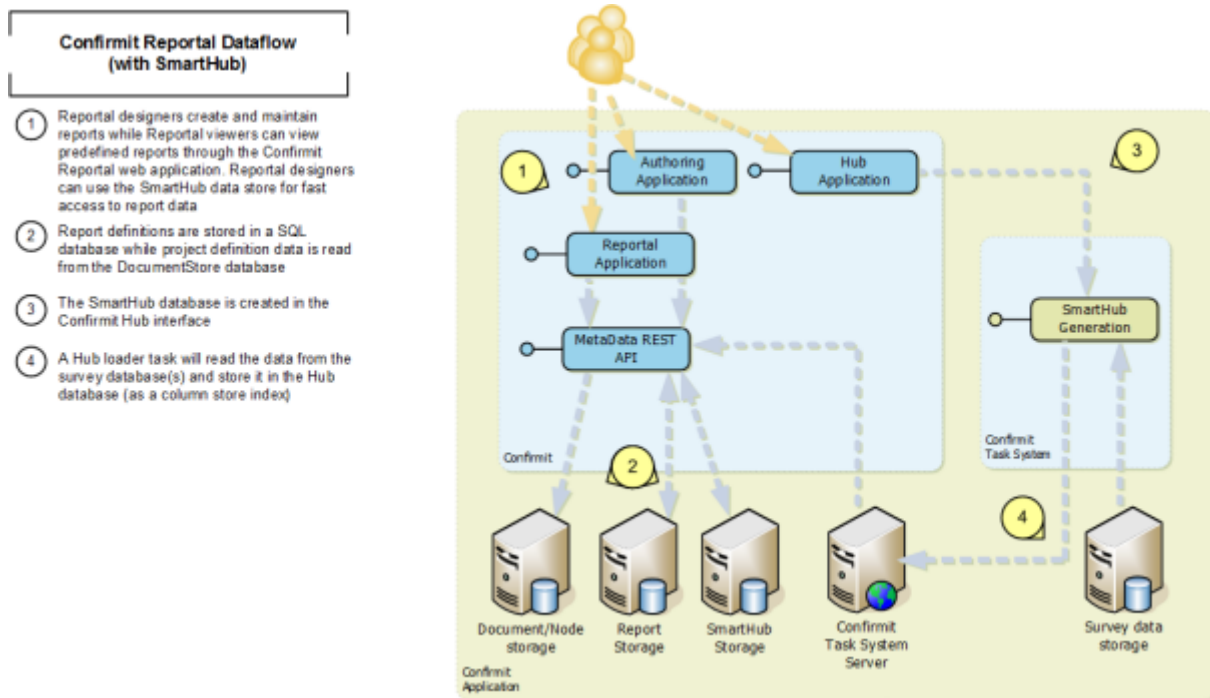 Confirmit Reportal Dataflow
(with SmartHub)
1
Reportal designers create and maintain
reports while Reportal viewers can view
predefined reports through the Confirmit
Reportal web application. Reportal designers
can use the SmartHub data store for fast
access to report data
2
Report definitions are stored in a SQL
database while project definition data is read
from the DocumentStore database
3
The SmartHub database is created in the
Confirmit Hub interface
4
A Hub loader task will read the data from the
survey database(s) and store it in the Hub
database (as a column store index)
1
Authoring
Application
Hub
Application
3
Reportal
Application
SmartHub
Generation
MetaData REST
API
Confirmit
2
Confirmit
Task System
4
Document/Node
storage
Report
Storage
SmartHub
Storage
Confirmit
Task System
Server
Survey data
storage
Confirmit
Application